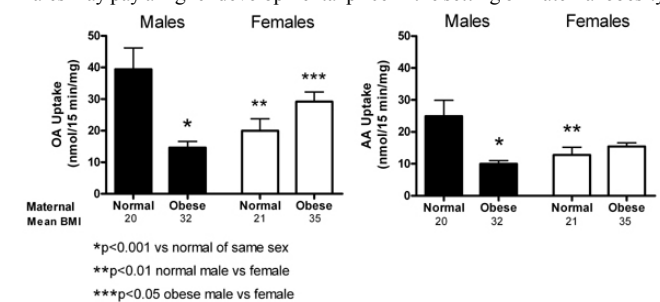 Males Females
50
40
30
20
10
0
OA Uptake
(nmol/15 min/mg)
*
**
***
Maternal Normal Obese Normal Obese
Mean BMI 20 32 21 35
Males Females
50
40
30
20
10
0
AA Uptake
(nmol/15 min/mg)
*
**
Normal Obese Normal Obese
20 32 21 35
*p<0.001 vs normal of same sex
**p<0.01 normal male vs female
***p<0.05 obese male vs female